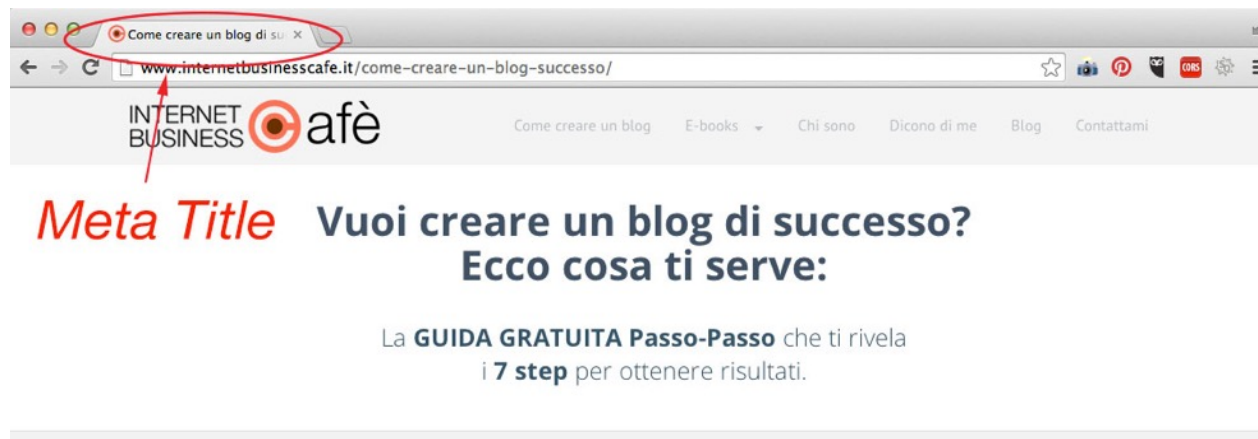 Come creare un blog di su
www.internetbusinesscafe.it/come-creare-un-blog-successo/
CORS
INTERNET
BUSINESS Cafè
Come creare un blog E-books Chi sono Dicono di me Blog Contattami
Meta Title
Vuoi creare un blog di successo?
Ecco cosa ti serve:
La GUIDA GRATUITA Passo-Passo che ti rivela
i 7 step per ottenere risultati.